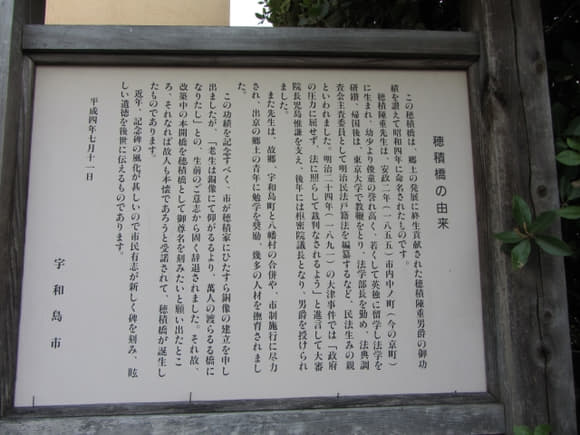 穂積橋の由来
この穂積橋は、郷土の発展に終生貢献された穂積陳重男爵の御功
績を讃えて昭和四年に命名されたものです。
穂積陳重先生は、安政二年(一八五五)市内中ノ町(今の京町)
に生まれ、幼少より俊童の誉れ高く、若くして英独に留学し法学を
研鑽、帰国後は、東京大学で教鞭をとり、法学部長を勤め、法典調
査会主査委員として明治民法戸籍法を編纂するなど、民法生みの親
といわれました。明治二十四年(一八九一)の大津事件では「政府
の圧力に屈せず、法に照らして裁判なされるよう」と進言して大審
院長児島惟謙を支え、後年には枢密院議長となり、男爵を授けられ
ました。
また先生は、故郷、宇和島町と八幡村の合併や、市制施行に尽力
され、出京の郷土の青年に勉学を奨励、幾多の人材を撫育されまし
た。
この功績を記念すべく、市が穂積家にひたすら銅像の建立を申し
出ましたが、「老生は銅像にて仰がるるより、萬人の渡らるる橋に
なりたし」との、生前のご意志から固く辞退されました。それ故、
改築中の本開橋を穂積橋として御尊名を刻みたいと願い出たとこ
ろ、それなれば故人も本懐であろうと受諾されて、穂積橋が誕生し
たものであります。
近年、記念碑の風化が甚しいので市民有志が新しく碑を刻み、眩
しい道徳を後世に伝えるものであります。
平成四年七月十一日
宇和島市